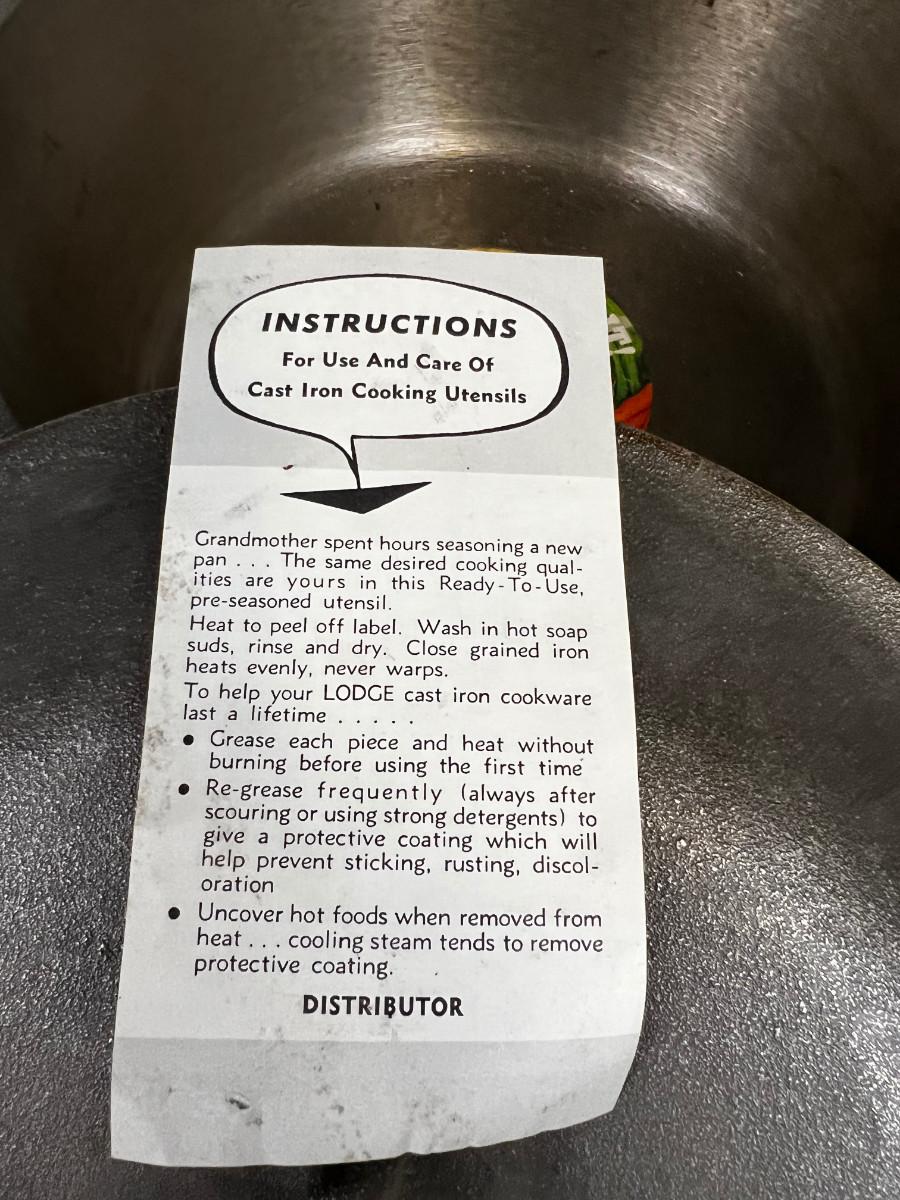 INSTRUCTIONS
For Use And Care Of
Cast Iron Cooking Utensils
Grandmother spent hours seasoning a new
pan . . . The same desired cooking qual-
ities are yours in this Ready-To-Use,
pre-seasoned utensil.
Heat to peel off label. Wash in hot soap
suds, rinse and dry. Close grained iron
heats evenly, never warps.
To help your LODGE cast iron cookware
last a lifetime . . . . .
• Grease each piece and heat without
burning before using the first time
• Re-grease frequently (always after
scouring or using strong detergents) to
give a protective coating which will
help prevent sticking, rusting, discol-
oration
• Uncover hot foods when removed from
heat . . . cooling steam tends to remove
protective coating.
DISTRIBUTOR